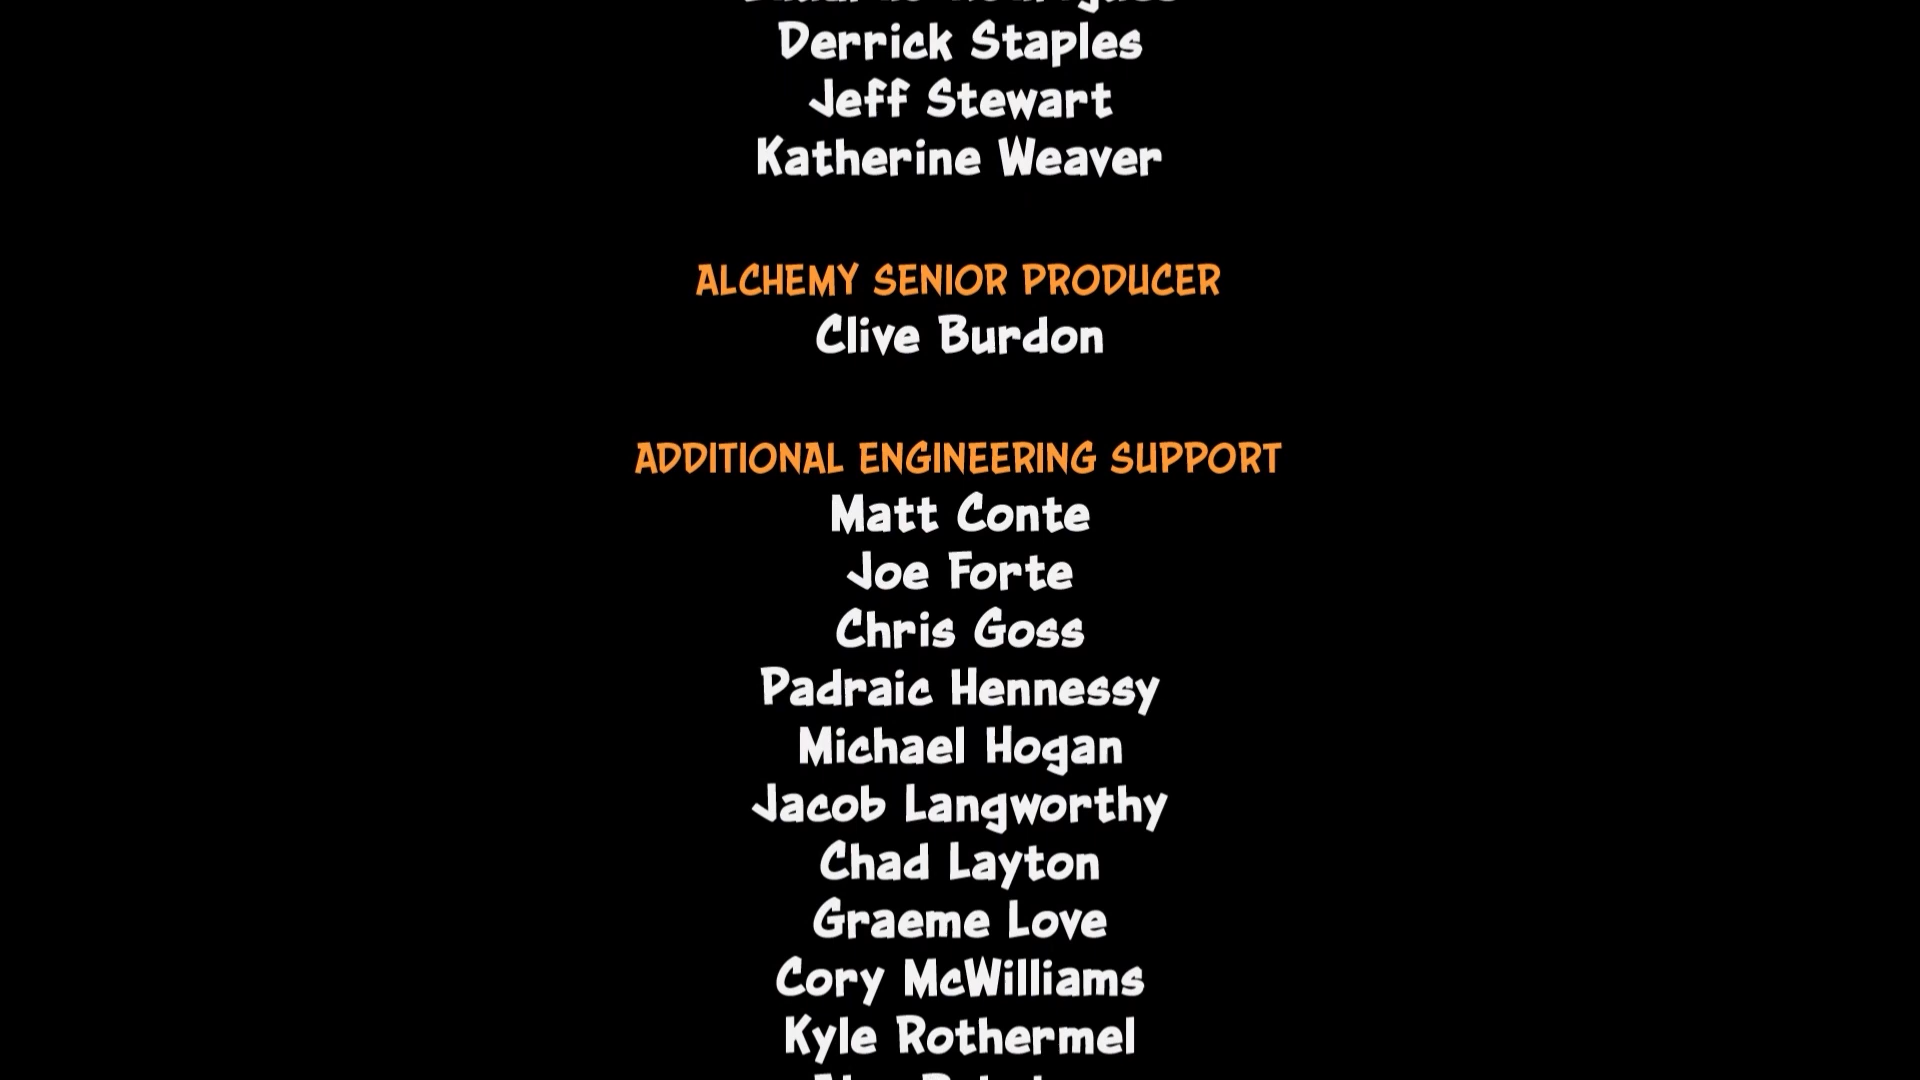 Derrick Staples
Jeff Stewart
Katherine Weaver
ALCHEMY SENIOR PRODUCER
Clive Burdon
ADDITIONAL ENGINEERING SUPPORT
Matt Conte
Joe Forte
Chris Goss
Padraic Hennessy
Michael Hogan
Jacob Langworthy
Chad Layton
Graeme Love
Cory McWilliams
Kyle Rothermel